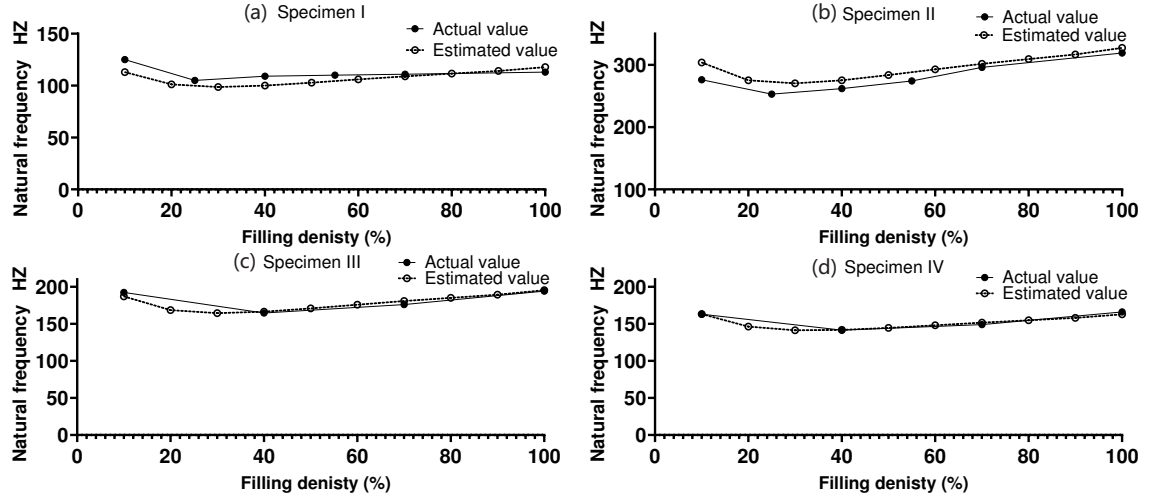 (a) Specimen I
Actual value
Estimated value
Natural frequency HZ
150
100
50
0
0 20 40 60 80 100
Filling denisty (%)
(b) Specimen II
Actual value
Estimated value
Natural frequency HZ
300
200
100
0 20 40 60 80 100
Filling denisty (%)
(c) Specimen III
Actual value
Estimated value
Natural frequency HZ
200
150
100
50
0
0 20 40 60 80 100
Filling denisty (%)
(d) Specimen IV
Actual value
Estimated value
Natural frequency HZ
200
150
100
50
0
0 20 40 60 80 100
Filling denisty (%)